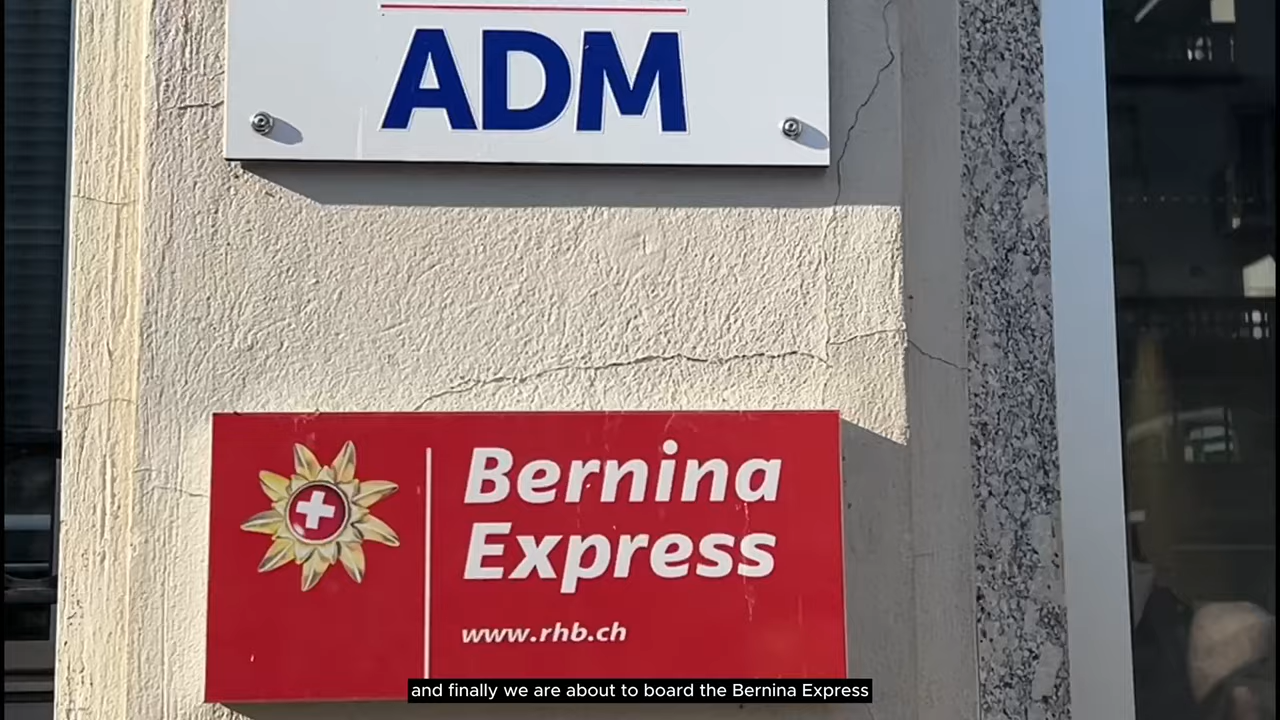 ADM
Bernina
Express
www.rhb.ch
and finally we are about to board the Bernina Express